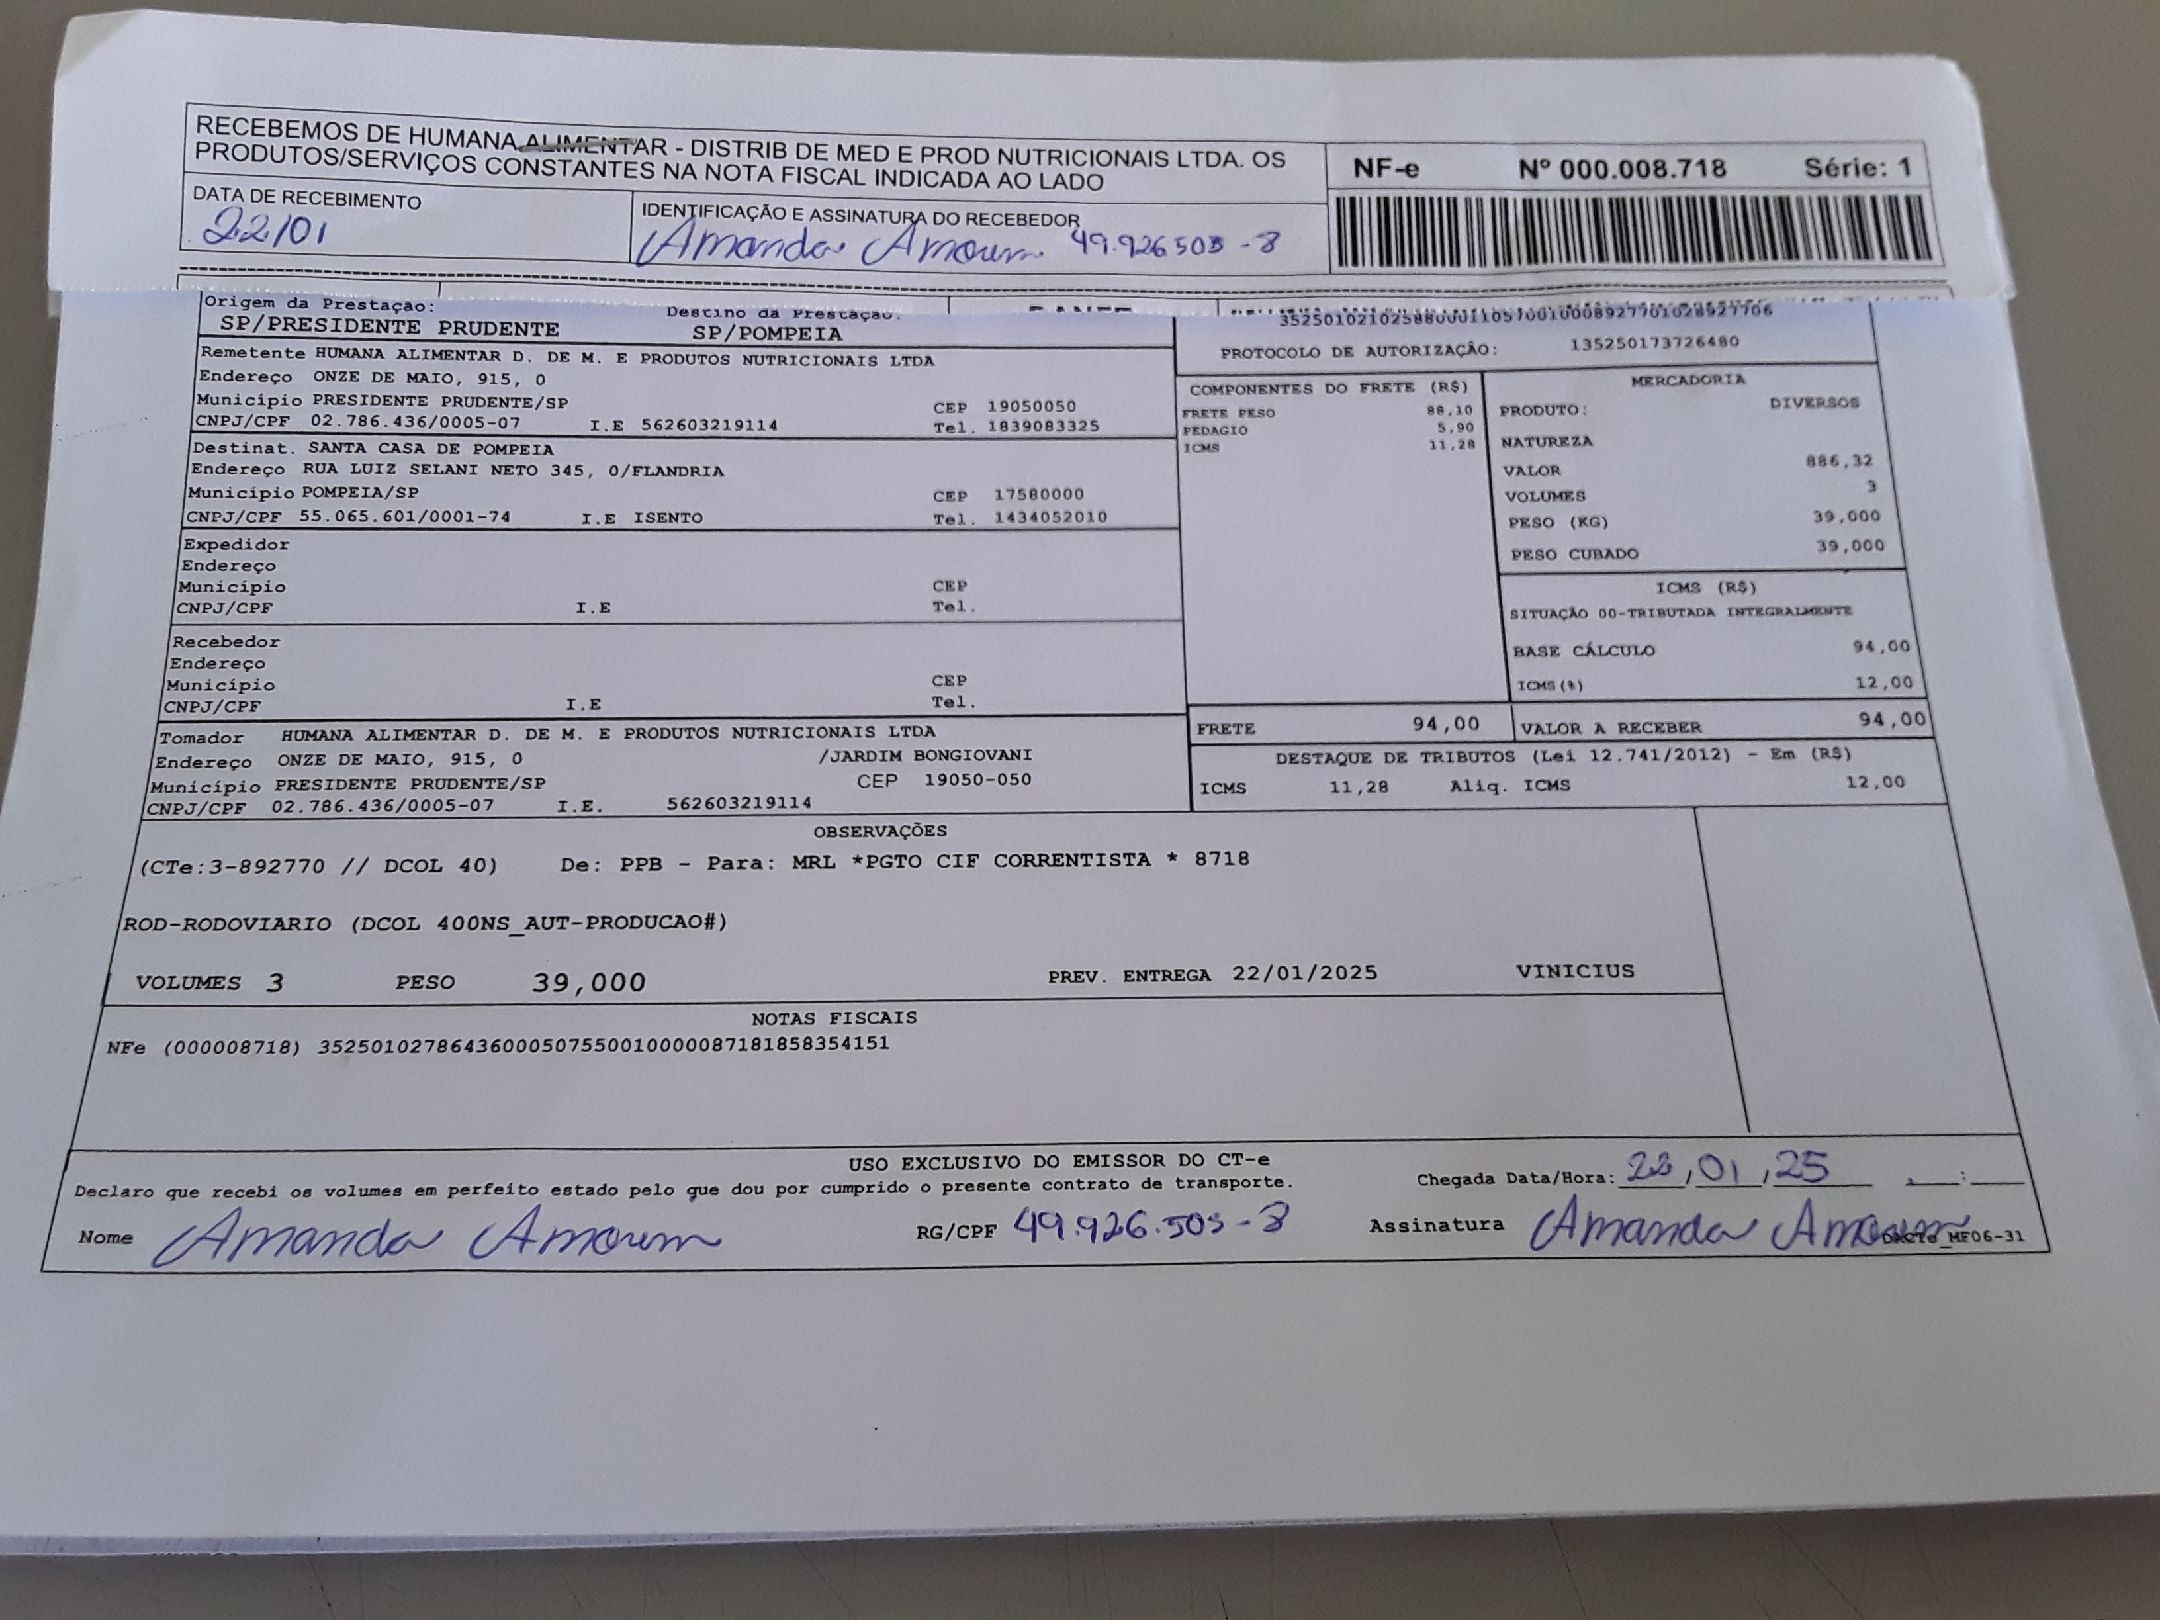 RECEBEMOS DE HUMANA ALIMENTAR - DISTRIB DE MED E PROD NUTRICIONAIS LTDA. OS
PRODUTOS/SERVIÇOS CONSTANTES NA NOTA FISCAL INDICADA AO LADO
NF-e Nº 000.008.718 Série: 1
DATA DE RECEBIMENTO
22/01
IDENTIFICAÇÃO E ASSINATURA DO RECEBEDOR
Amanda Amorim 49.926.503-8
Origem da Prestação:
SP/PRESIDENTE PRUDENTE
Destino da Prestação:
SP/POMPEIA
PROTOCOLO DE AUTORIZAÇÃO: 135250173726480
Remetente HUMANA ALIMENTAR D. DE M. E PRODUTOS NUTRICIONAIS LTDA
Endereço ONZE DE MAIO, 915, 0
Município PRESIDENTE PRUDENTE/SP CEP 19050050
CNPJ/CPF 02.786.436/0005-07 I.E 562603219114 Tel. 1839083325
Destinat. SANTA CASA DE POMPEIA
Endereço RUA LUIZ SELANI NETO 345, 0/FLANDRIA
Município POMPEIA/SP CEP 17580000
CNPJ/CPF 55.065.601/0001-74 I.E ISENTO Tel. 1434052010
Expedidor
Endereço
Município CEP
CNPJ/CPF I.E Tel.
Recebedor
Endereço
Município CEP
CNPJ/CPF I.E Tel.
Tomador HUMANA ALIMENTAR D. DE M. E PRODUTOS NUTRICIONAIS LTDA
Endereço ONZE DE MAIO, 915, 0 /JARDIM BONGIOVANI
Município PRESIDENTE PRUDENTE/SP CEP 19050-050
CNPJ/CPF 02.786.436/0005-07 I.E. 562603219114
COMPONENTES DO FRETE (R$)
FRETE PESO 88,10
PEDAGIO 5,90
ICMS 11,28
MERCADORIA
PRODUTO: DIVERSOS
NATUREZA
VALOR 886,32
VOLUMES 3
PESO (KG) 39,000
PESO CUBADO 39,000
ICMS (R$)
SITUAÇÃO 00-TRIBUTADA INTEGRALMENTE
BASE CÁLCULO 94,00
ICMS(%) 12,00
FRETE 94,00 VALOR A RECEBER 94,00
DESTAQUE DE TRIBUTOS (Lei 12.741/2012) - Em (R$)
ICMS 11,28 Aliq. ICMS 12,00
OBSERVAÇÕES
(CTe:3-892770 // DCOL 40) De: PPB - Para: MRL *PGTO CIF CORRENTISTA * 8718
ROD-RODOVIARIO (DCOL 400NS_AUT-PRODUCAO#)
VOLUMES 3 PESO 39,000 PREV. ENTREGA 22/01/2025 VINICIUS
NOTAS FISCAIS
NFe (000008718) 35250102786436000507550010000087181858354151
USO EXCLUSIVO DO EMISSOR DO CT-e
Declaro que recebi os volumes em perfeito estado pelo que dou por cumprido o presente contrato de transporte.
Chegada Data/Hora: 22/01/25 __:__
Nome Amanda Amorim RG/CPF 49.926.503-8 Assinatura Amanda Amorim
MF06-31